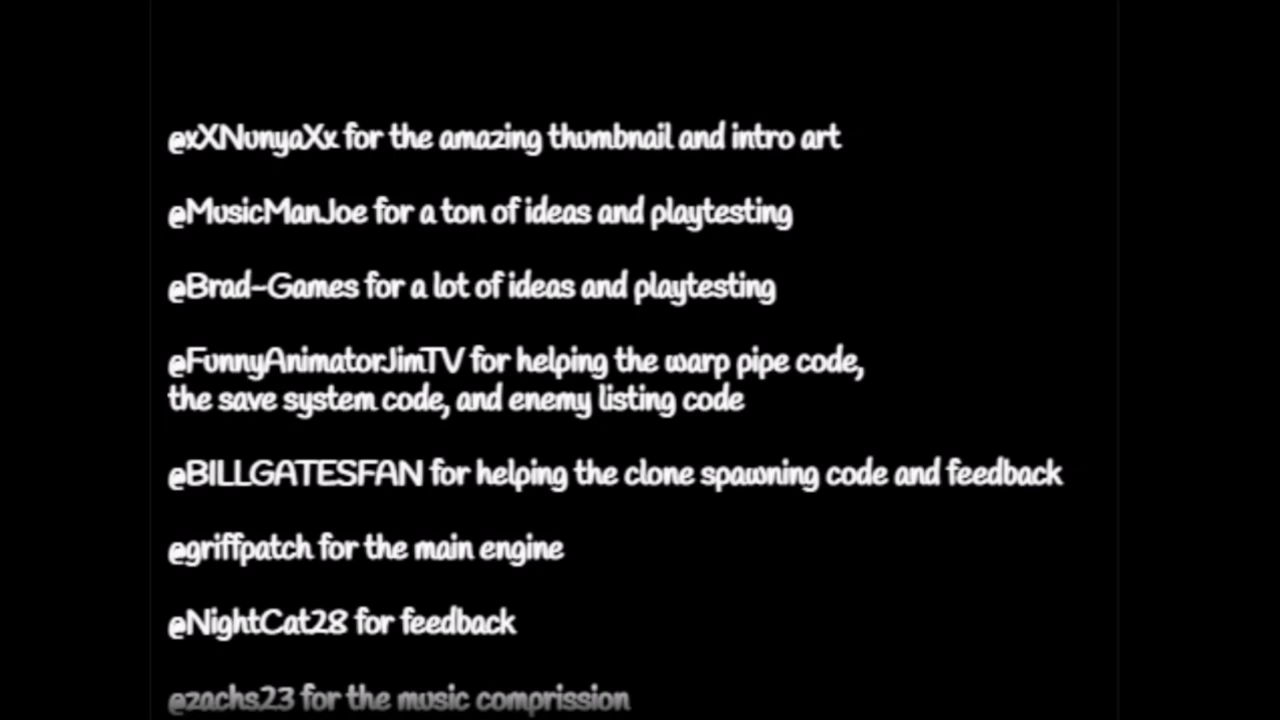 @xXNunyaXx for the amazing thumbnail and intro art
@MusicManJoe for a ton of ideas and playtesting
@Brad-Games for a lot of ideas and playtesting
@FunnyAnimatorJimTV for helping the warp pipe code,
the save system code, and enemy listing code
@BILLGATESFAN for helping the clone spawning code and feedback
@griffpatch for the main engine
@NightCat28 for feedback
@zachs23 for the music comprission